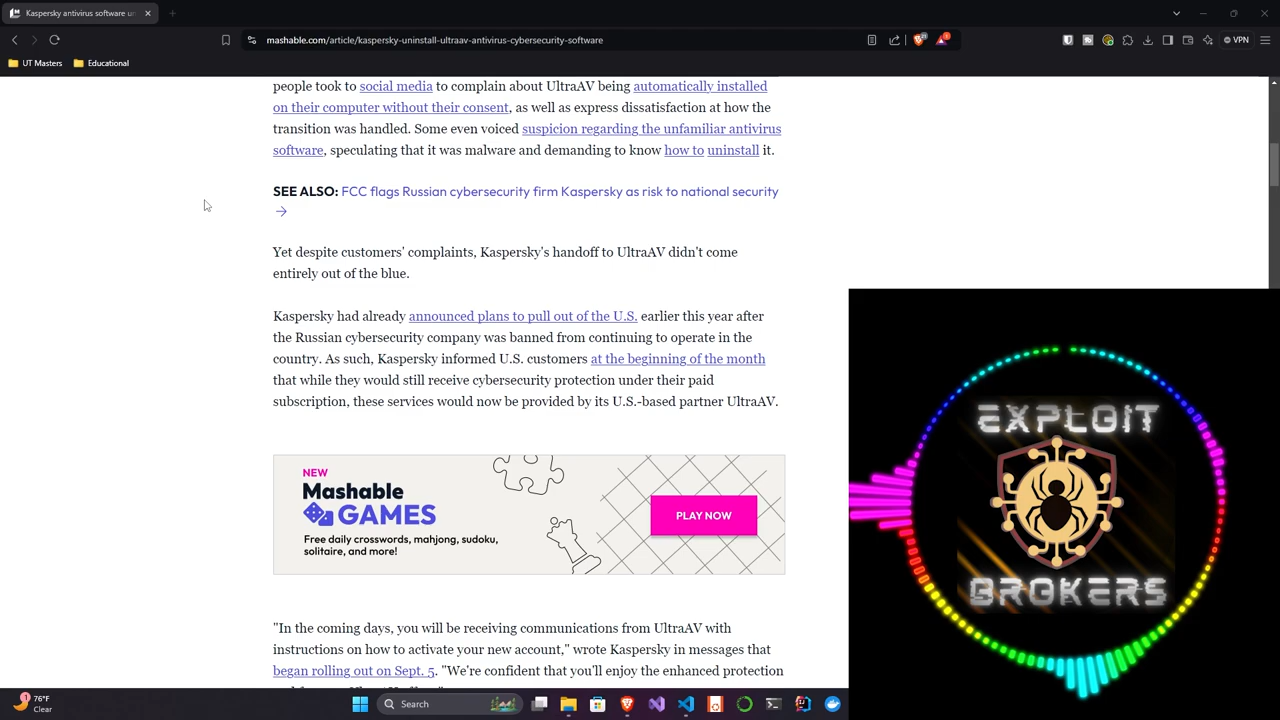 Kaspersky antivirus software un
mashable.com/article/kaspersky-uninstall-ultraav-antivirus-cybersecurity-software
VPN
UT Masters
Educational
people took to social media to complain about UltraAV being automatically installed
on their computer without their consent, as well as express dissatisfaction at how the
transition was handled. Some even voiced suspicion regarding the unfamiliar antivirus
software, speculating that it was malware and demanding to know how to uninstall it.
SEE ALSO: FCC flags Russian cybersecurity firm Kaspersky as risk to national security
→
Yet despite customers' complaints, Kaspersky's handoff to UltraAV didn't come
entirely out of the blue.
Kaspersky had already announced plans to pull out of the U.S. earlier this year after
the Russian cybersecurity company was banned from continuing to operate in the
country. As such, Kaspersky informed U.S. customers at the beginning of the month
that while they would still receive cybersecurity protection under their paid
subscription, these services would now be provided by its U.S.-based partner UltraAV.
NEW
Mashable
GAMES
Free daily crosswords, mahjong, sudoku,
solitaire, and more!
PLAY NOW
"In the coming days, you will be receiving communications from UltraAV with
instructions on how to activate your new account," wrote Kaspersky in messages that
began rolling out on Sept. 5. "We're confident that you'll enjoy the enhanced protection
EXPLOIT
BROKERS
76°F
Clear
Search